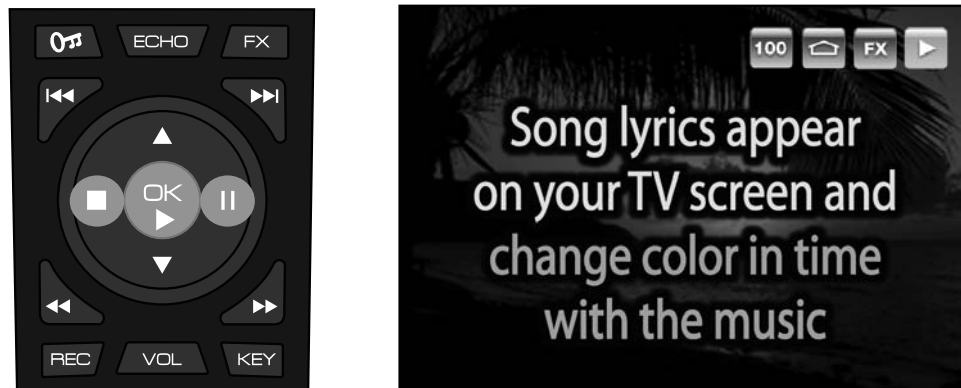 ECHO
FX
OK
REC
VOL
KEY
100
FX
Song lyrics appear
on your TV screen and
change color in time
with the music